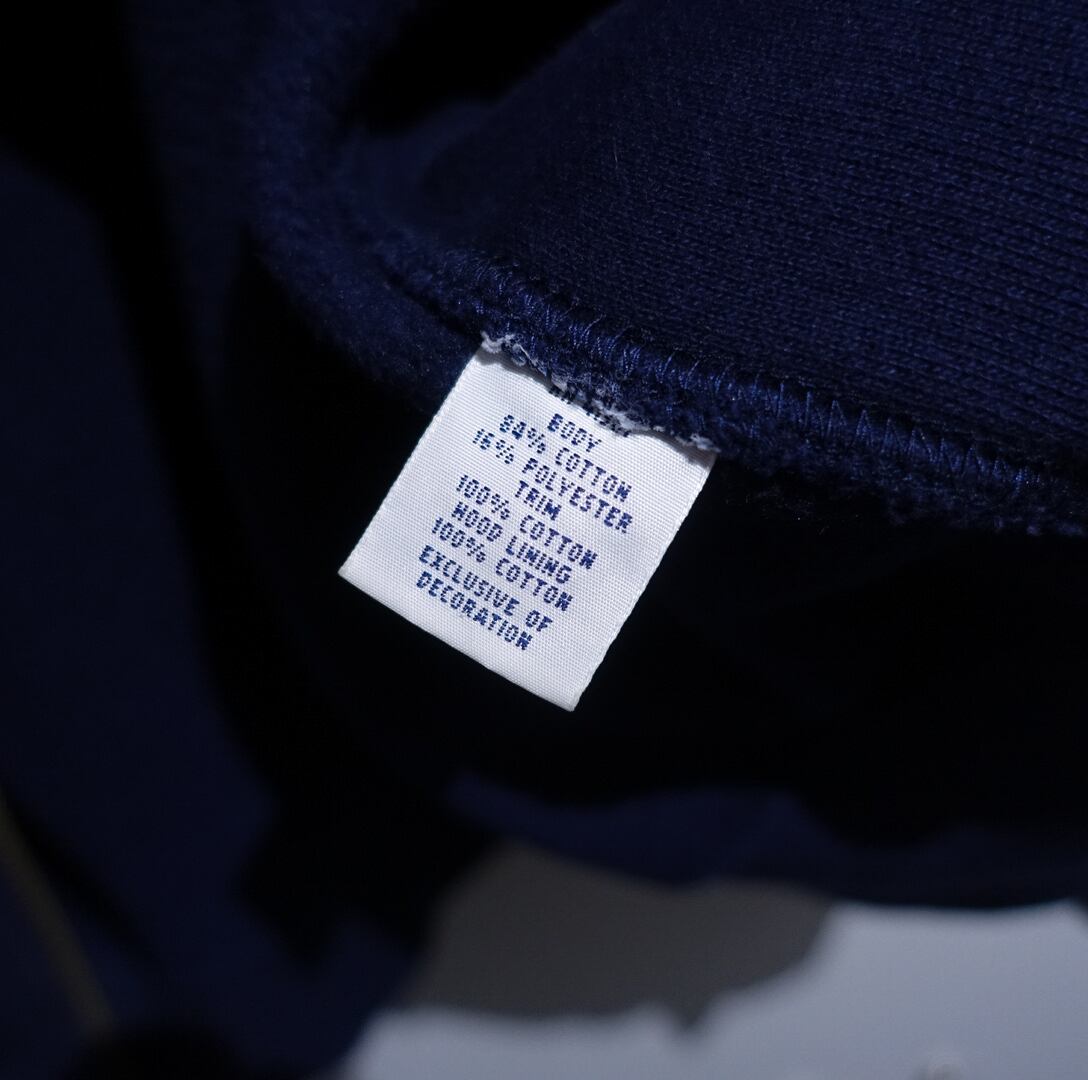 BODY
84% COTTON
16% POLYESTER
TRIM
100% COTTON
HOOD LINING
100% COTTON
EXCLUSIVE OF
DECORATION